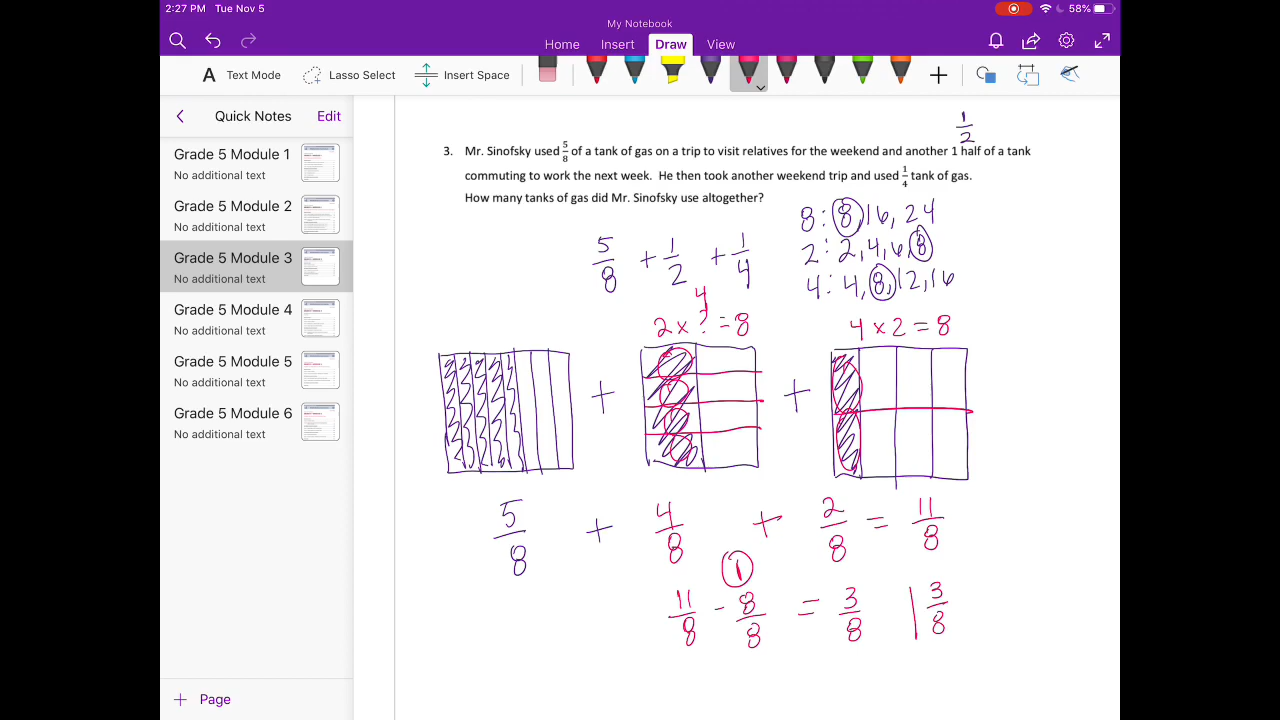 2:27 PM Tue Nov 5
58%
My Notebook
Home Insert Draw View
A Text Mode Lasso Select Insert Space
Quick Notes Edit
Grade 5 Module 1
No additional text
Grade 5 Module 2
No additional text
Grade 5 Module 3
No additional text
Grade 5 Module 4
No additional text
Grade 5 Module 5
No additional text
Grade 5 Module 6
No additional text
Page
1/2
3. Mr. Sinofsky used 5/8 of a tank of gas on a trip to visit relatives for the weekend and another 1 half of a tank
commuting to work the next week. He then took another weekend trip and used 1/4 tank of gas.
How many tanks of gas did Mr. Sinofsky use altogether?
8: 8, 16, 24
2: 2, 4, 6, 8
4: 4, 8, 12, 16
5/8 + 1/2 + 1/4
4
2 x ? = 8
4 x 2 = 8
+ +
5/8 + 4/8 + 2/8 = 11/8
1
11/8 - 8/8 = 3/8 1 3/8